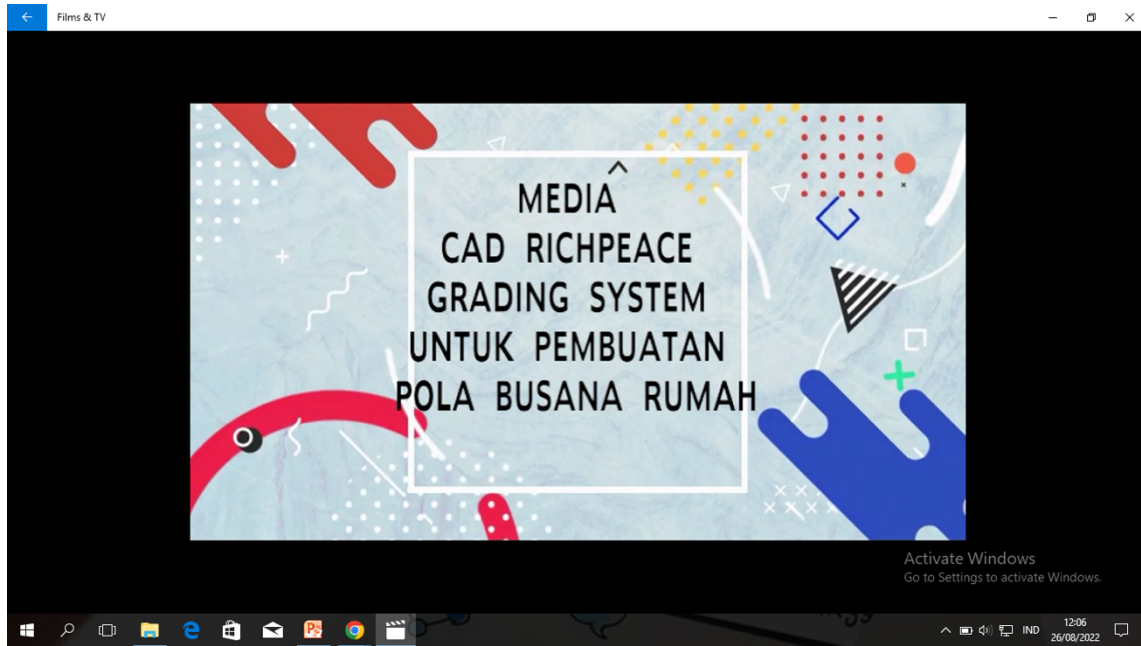 Films & TV
MEDIA
CAD RICHPEACE
GRADING SYSTEM
UNTUK PEMBUATAN
POLA BUSANA RUMAH
Activate Windows
Go to Settings to activate Windows.
IND
12:06
26/08/2022